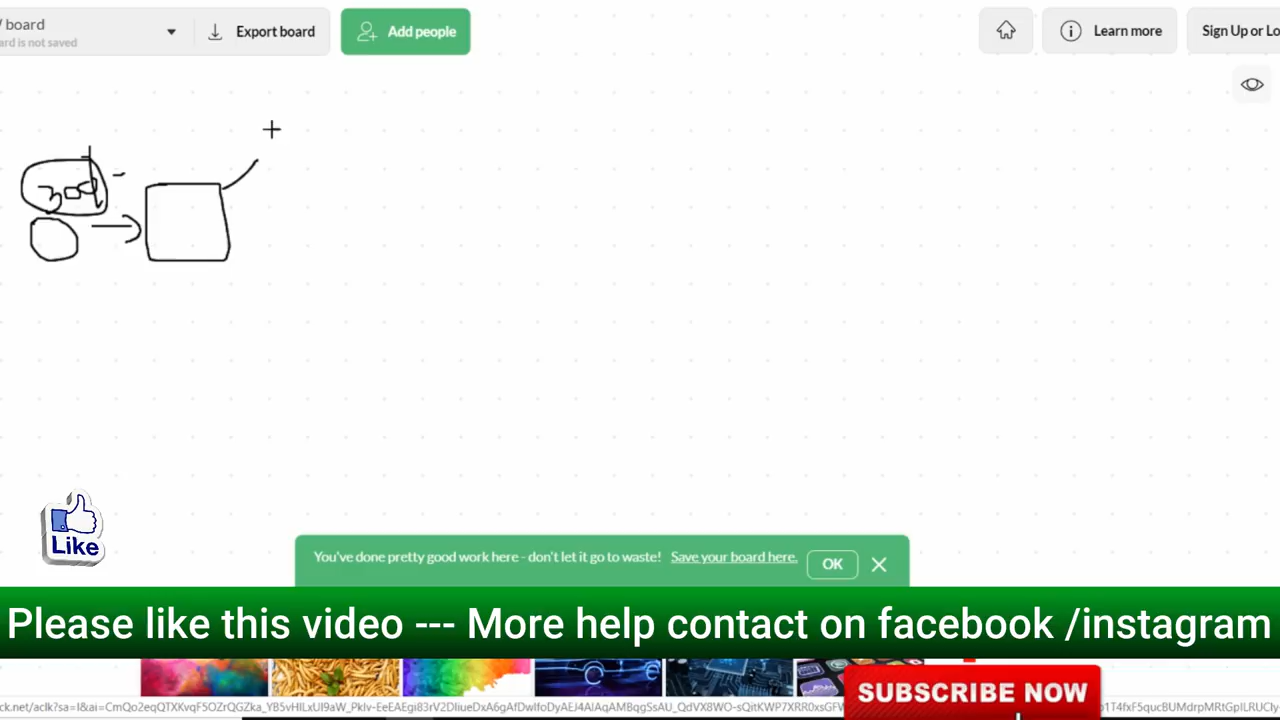 / board
ard is not saved
Export board
Add people
Learn more
Sign Up or Lo
Like
You've done pretty good work here - don't let it go to waste! Save your board here.
OK
Please like this video --- More help contact on facebook /instagram
SUBSCRIBE NOW